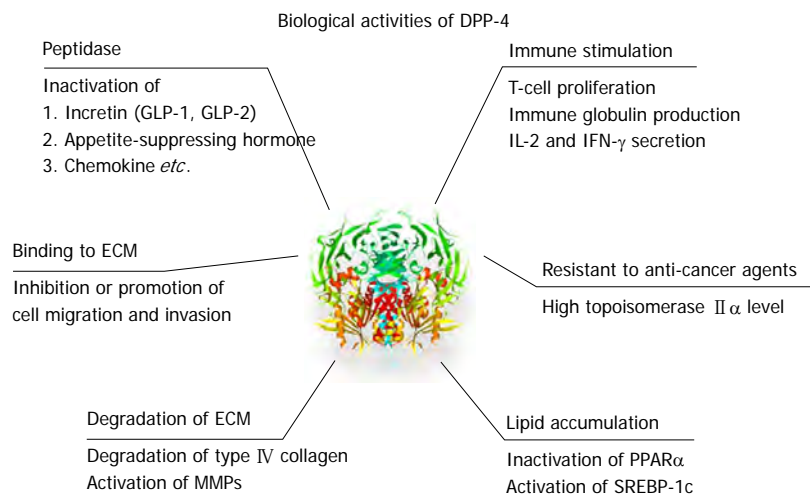 Biological activities of DPP-4
Peptidase
Inactivation of
1. Incretin (GLP-1, GLP-2)
2. Appetite-suppressing hormone
3. Chemokine etc.
Immune stimulation
T-cell proliferation
Immune globulin production
IL-2 and IFN-γ secretion
Binding to ECM
Inhibition or promotion of
cell migration and invasion
Resistant to anti-cancer agents
High topoisomerase Ⅱα level
Degradation of ECM
Degradation of type Ⅳ collagen
Activation of MMPs
Lipid accumulation
Inactivation of PPARα
Activation of SREBP-1c